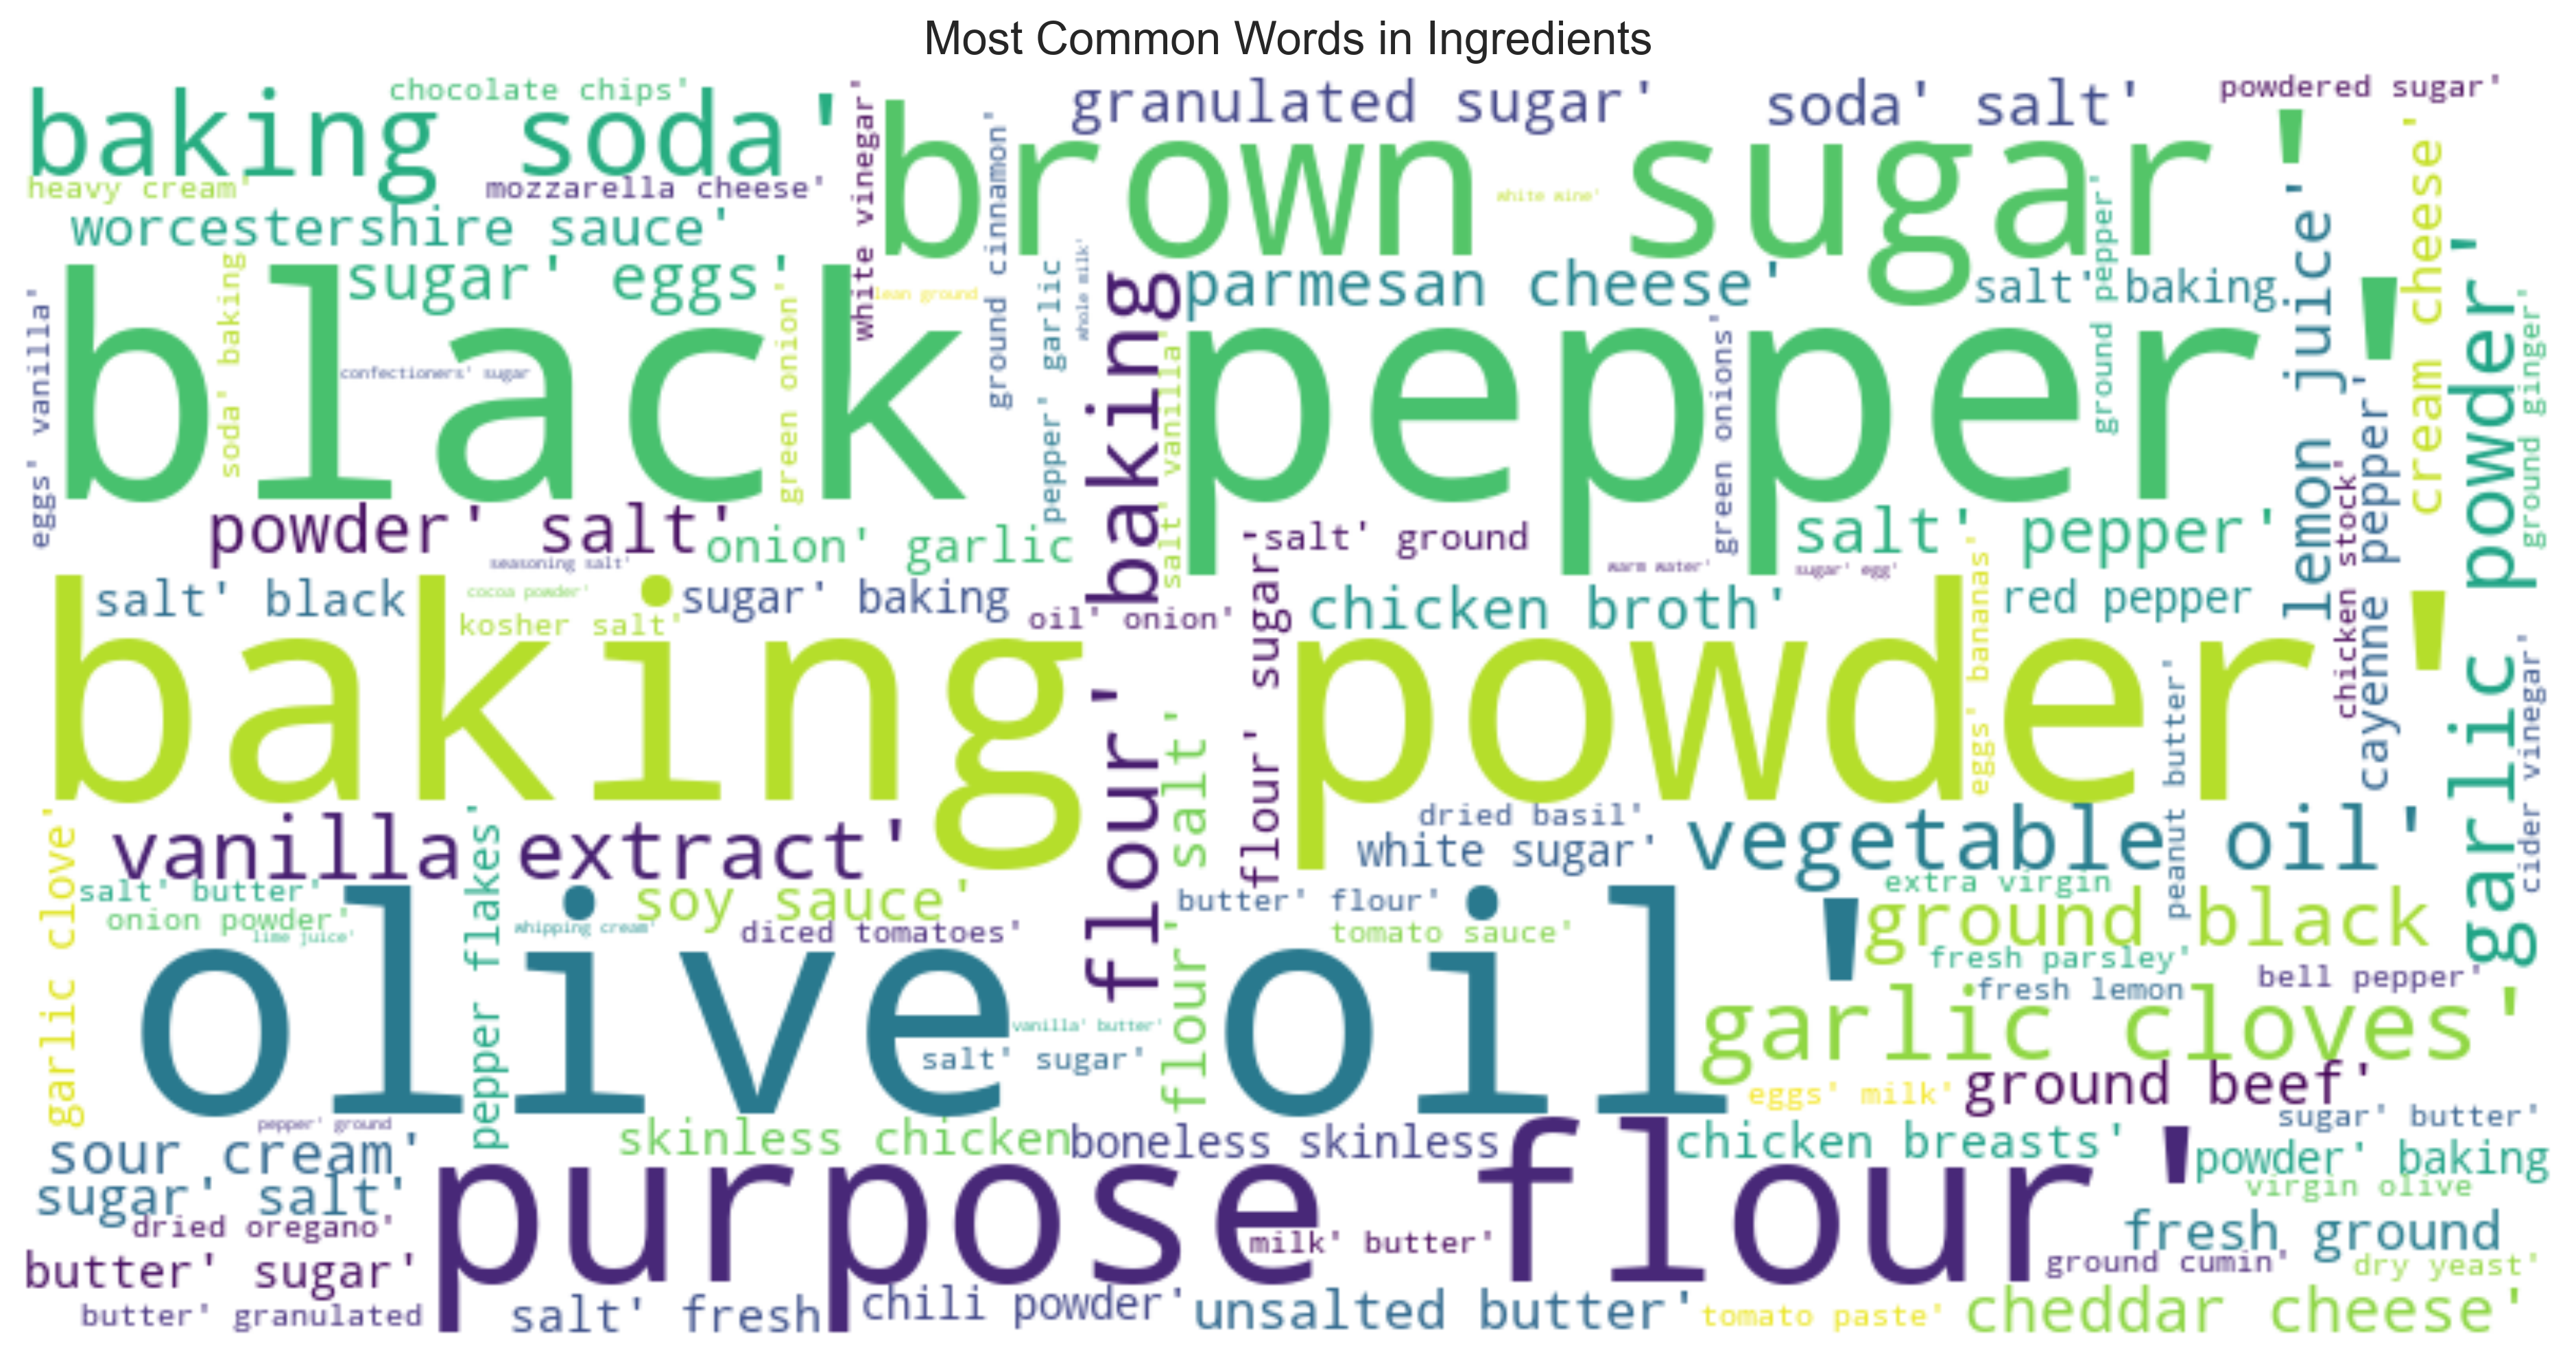 Most Common Words in Ingredients
chocolate chips'
baking soda'
heavy cream'
mozzarella cheese'
worcestershire sauce'
white vinegar'
brown sugar'
granulated sugar'
soda' salt'
powdered sugar'
ground cinnamon'
white wine'
ground pepper'
lemon juice'
cream cheese'
garlic powder'
ground ginger'
sugar' eggs'
black pepper'
eggs' vanilla'
soda' baking
confectioners' sugar
green onion'
lean ground
pepper' garlic
whole milk'
baking flour'
parmesan cheese'
salt' baking
salt' vanilla'
green onions'
cayenne pepper'
chicken stock'
powder' salt'
onion' garlic
seasoning salt'
salt' ground
warm water'
sugar' egg'
salt' pepper'
salt' black
cocoa powder'
kosher salt'
sugar' baking
oil' onion'
flour' sugar'
chicken broth'
eggs' bananas'
red pepper
baking powder'
peanut butter'
cider vinegar'
flour' salt'
vanilla extract'
dried basil'
white sugar'
vegetable oil'
garlic clove'
salt' butter'
onion powder'
lime juice'
pepper flakes'
whipping cream'
soy sauce'
diced tomatoes'
butter' flour'
tomato sauce'
extra virgin
ground black
fresh parsley'
bell pepper'
fresh lemon
olive oil'
vanilla' butter'
salt' sugar'
garlic cloves'
eggs' milk'
ground beef'
pepper' ground
sugar' butter'
sour cream'
skinless chicken
boneless skinless
chicken breasts'
powder' baking
sugar' salt'
virgin olive
dried oregano'
purpose flour'
milk' butter'
fresh ground
butter' sugar'
ground cumin'
dry yeast'
butter' granulated
salt' fresh
chili powder'
unsalted butter'
tomato paste'
cheddar cheese'